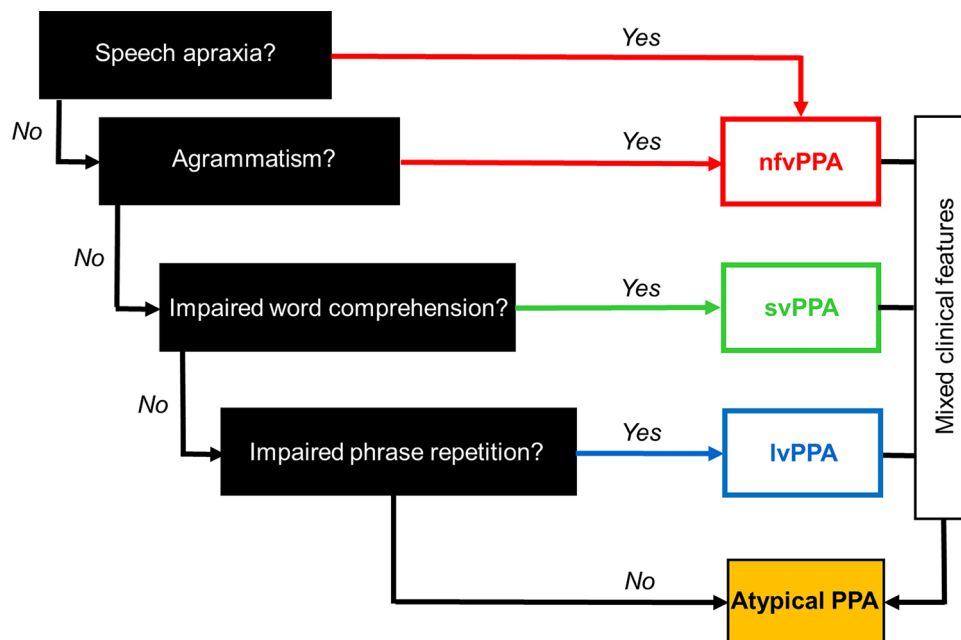 Speech apraxia?
Yes
No
Agrammatism?
Yes
nfvPPA
No
Impaired word comprehension?
Yes
svPPA
No
Impaired phrase repetition?
Yes
lvPPA
Mixed clinical features
No
Atypical PPA